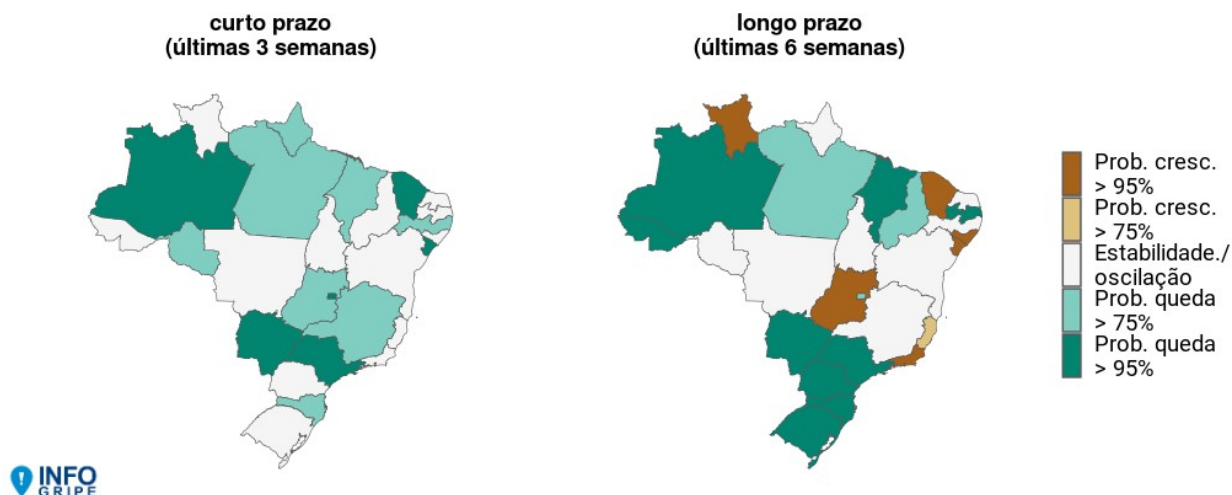 curto prazo
(últimas 3 semanas)
longo prazo
(últimas 6 semanas)
Prob. cresc.
> 95%
Prob. cresc.
> 75%
Estabilidade./
oscilação
Prob. queda
> 75%
Prob. queda
> 95%
INFO
GRIPE